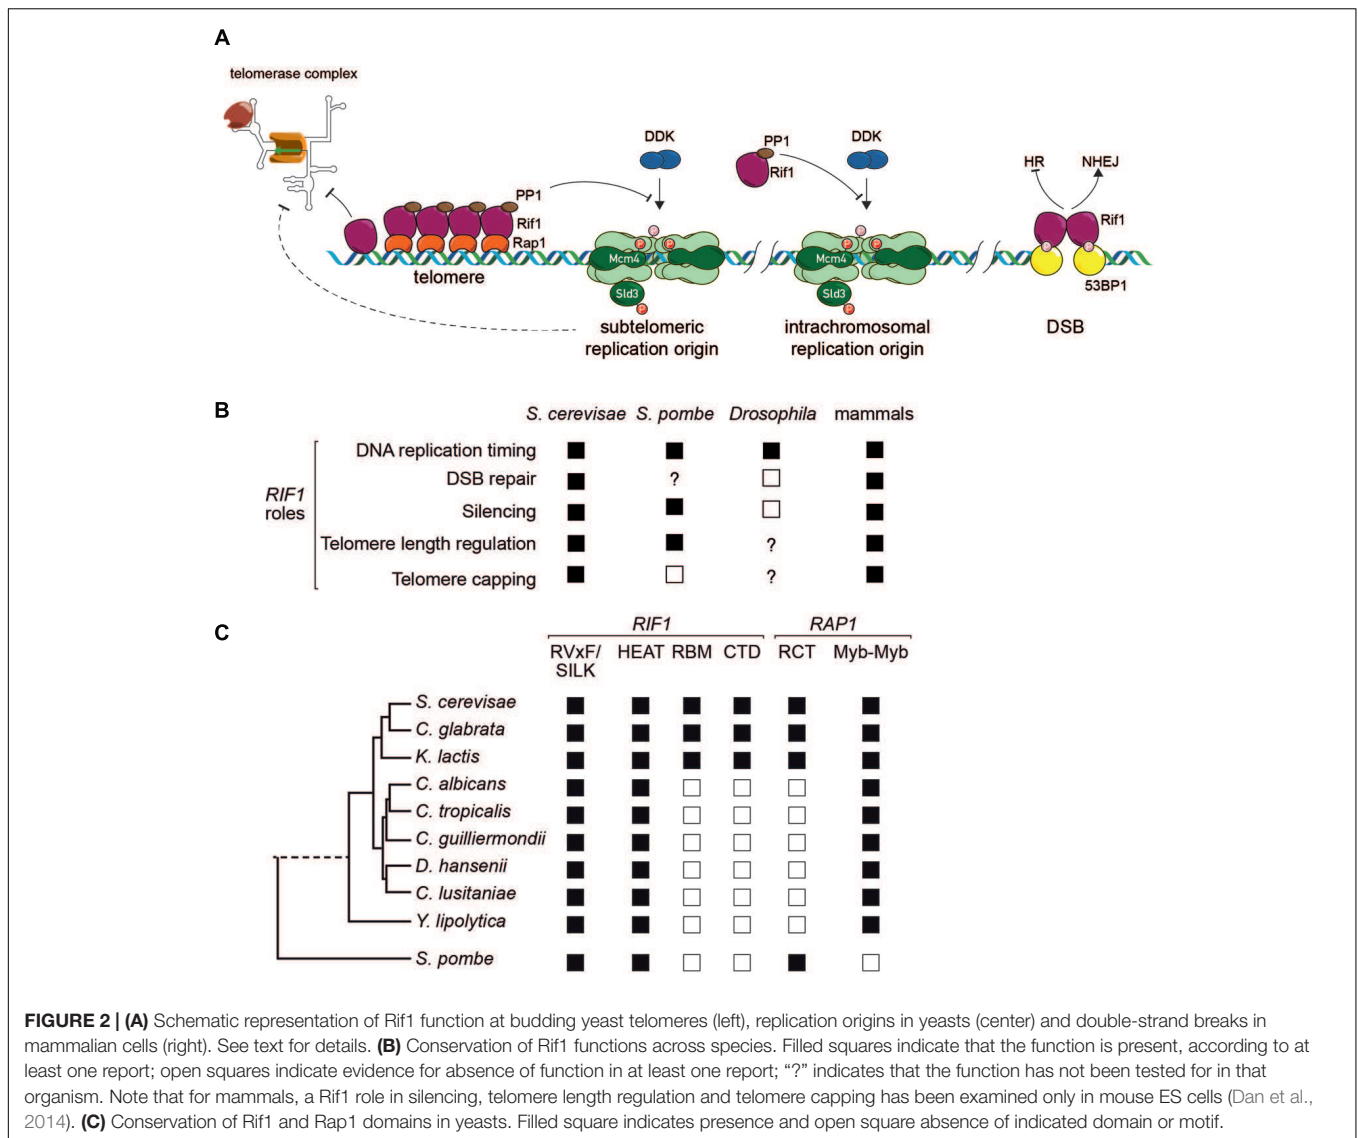 A
telomerase complex
DDK
PP1
Rif1
DDK
HR
NHEJ
PP1
Rif1
Rap1
Rif1
P
P
P
P
P
P
Mcm4
Mcm4
telomere
53BP1
Sld3
Sld3
P
P
subtelomeric
replication origin
intrachromosomal
replication origin
DSB
B
S. cerevisae S. pombe Drosophila mammals
DNA replication timing
DSB repair ?
RIF1
roles
Silencing
Telomere length regulation ?
Telomere capping ?
C
RIF1 RAP1
RVxF/
SILK
HEAT RBM CTD RCT Myb-Myb
S. cerevisae
C. glabrata
K. lactis
C. albicans
C. tropicalis
C. guilliermondii
D. hansenii
C. lusitaniae
Y. lipolytica
S. pombe
FIGURE 2 | (A) Schematic representation of Rif1 function at budding yeast telomeres (left), replication origins in yeasts (center) and double-strand breaks in
mammalian cells (right). See text for details. (B) Conservation of Rif1 functions across species. Filled squares indicate that the function is present, according to at
least one report; open squares indicate evidence for absence of function in at least one report; “?” indicates that the function has not been tested for in that
organism. Note that for mammals, a Rif1 role in silencing, telomere length regulation and telomere capping has been examined only in mouse ES cells (Dan et al.,
2014). (C) Conservation of Rif1 and Rap1 domains in yeasts. Filled square indicates presence and open square absence of indicated domain or motif.